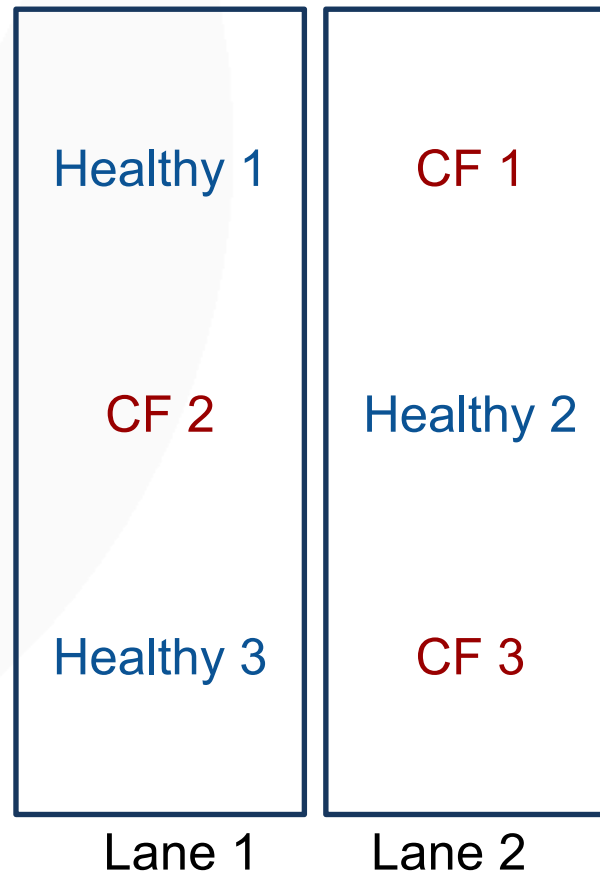 Healthy 1
CF 2
Healthy 3
Lane 1
CF 1
Healthy 2
CF 3
Lane 2